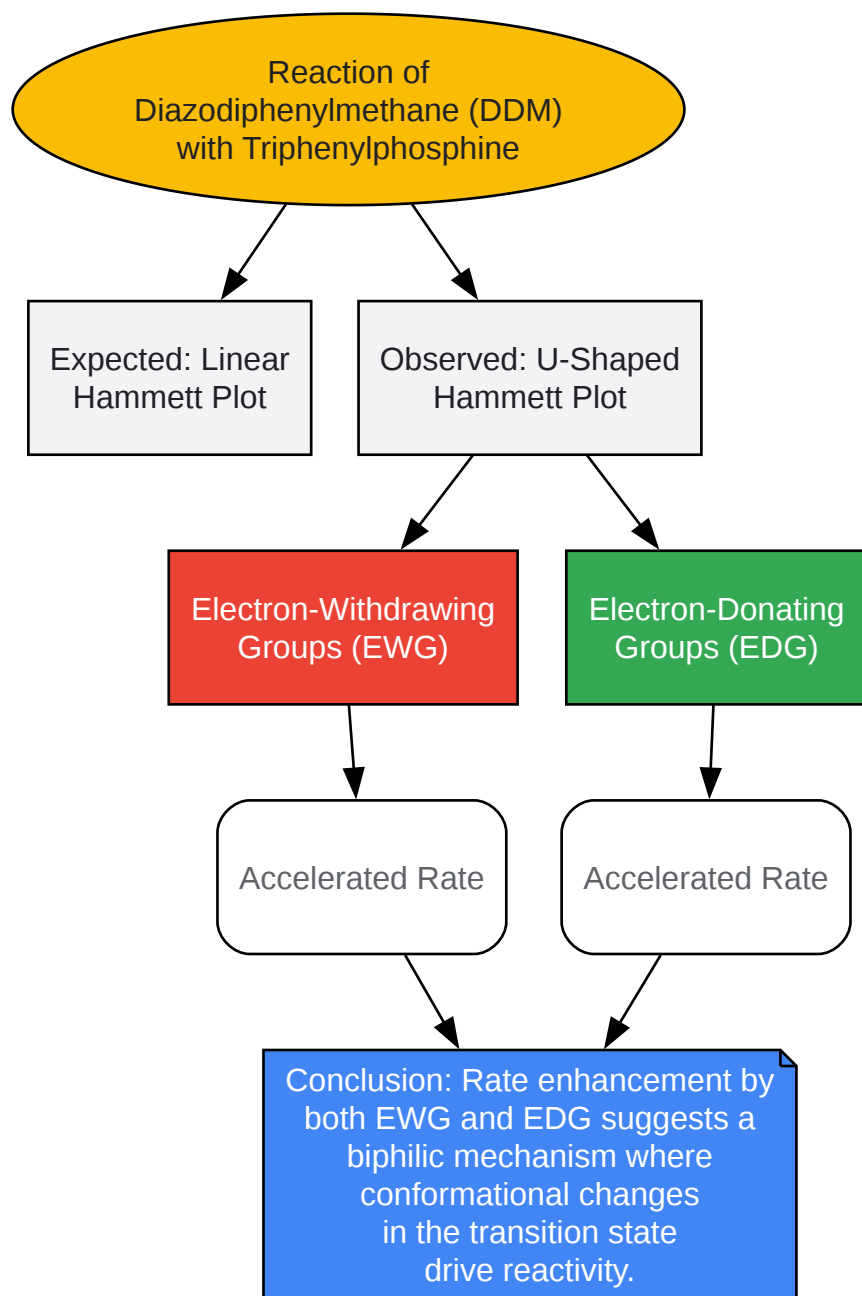 Reaction of
Diazodiphenylmethane (DDM)
with Triphenylphosphine
Expected: Linear
Hammett Plot
Observed: U-Shaped
Hammett Plot
Electron-Withdrawing
Groups (EWG)
Electron-Donating
Groups (EDG)
Accelerated Rate
Accelerated Rate
Conclusion: Rate enhancement by
both EWG and EDG suggests a
biphilic mechanism where
conformational changes
in the transition state
drive reactivity.